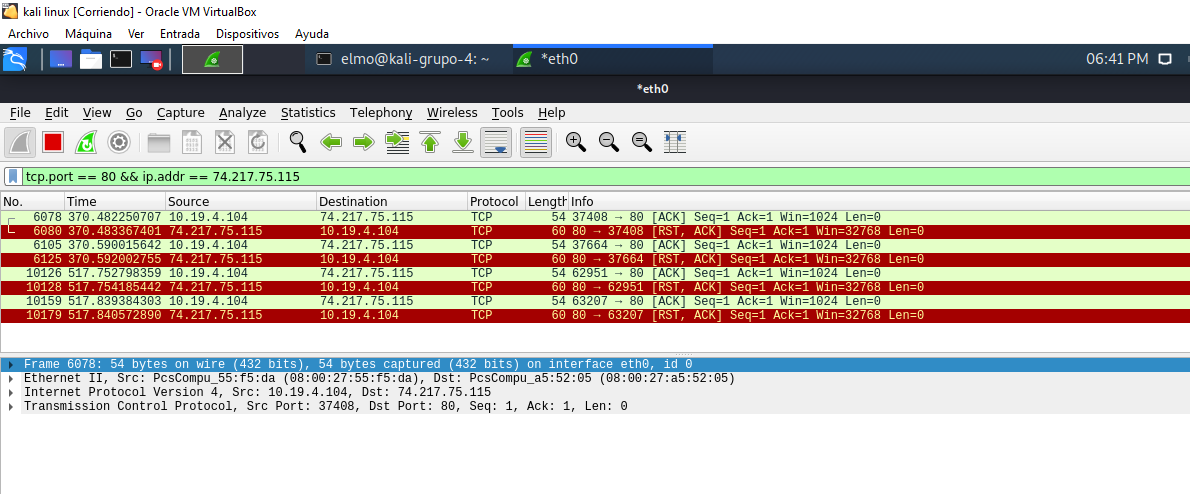 kali linux [Corriendo] - Oracle VM VirtualBox
Archivo Máquina Ver Entrada Dispositivos Ayuda
elmo@kali-grupo-4: ~ *eth0 06:41 PM
*eth0
File Edit View Go Capture Analyze Statistics Telephony Wireless Tools Help
tcp.port == 80 && ip.addr == 74.217.75.115
No. Time Source Destination Protocol Length Info
6078 370.482250707 10.19.4.104 74.217.75.115 TCP 54 37408 → 80 [ACK] Seq=1 Ack=1 Win=1024 Len=0
6080 370.483367401 74.217.75.115 10.19.4.104 TCP 60 80 → 37408 [RST, ACK] Seq=1 Ack=1 Win=32768 Len=0
6105 370.590015642 10.19.4.104 74.217.75.115 TCP 54 37664 → 80 [ACK] Seq=1 Ack=1 Win=1024 Len=0
6125 370.592002755 74.217.75.115 10.19.4.104 TCP 60 80 → 37664 [RST, ACK] Seq=1 Ack=1 Win=32768 Len=0
10126 517.752798359 10.19.4.104 74.217.75.115 TCP 54 62951 → 80 [ACK] Seq=1 Ack=1 Win=1024 Len=0
10128 517.754185442 74.217.75.115 10.19.4.104 TCP 60 80 → 62951 [RST, ACK] Seq=1 Ack=1 Win=32768 Len=0
10159 517.839384303 10.19.4.104 74.217.75.115 TCP 54 63207 → 80 [ACK] Seq=1 Ack=1 Win=1024 Len=0
10179 517.840572890 74.217.75.115 10.19.4.104 TCP 60 80 → 63207 [RST, ACK] Seq=1 Ack=1 Win=32768 Len=0
Frame 6078: 54 bytes on wire (432 bits), 54 bytes captured (432 bits) on interface eth0, id 0
Ethernet II, Src: PcsCompu_55:f5:da (08:00:27:55:f5:da), Dst: PcsCompu_a5:52:05 (08:00:27:a5:52:05)
Internet Protocol Version 4, Src: 10.19.4.104, Dst: 74.217.75.115
Transmission Control Protocol, Src Port: 37408, Dst Port: 80, Seq: 1, Ack: 1, Len: 0